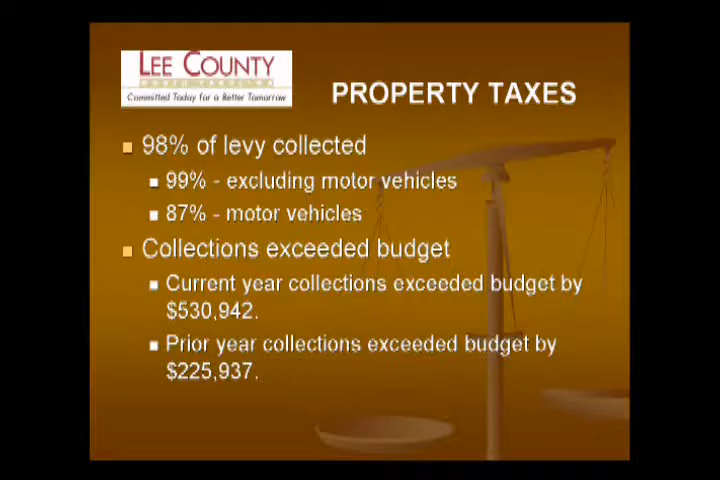 LEE COUNTY
NORTH CAROLINA
Committed Today for a Better Tomorrow
PROPERTY TAXES
98% of levy collected
99% - excluding motor vehicles
87% - motor vehicles
Collections exceeded budget
Current year collections exceeded budget by
$530,942.
Prior year collections exceeded budget by
$225,937.